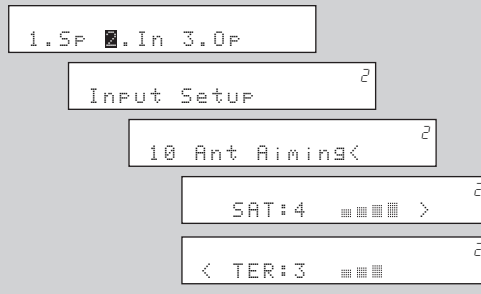 1.Sp 2.In 3.Op
2
Input Setup
2
10 Ant Aiming<
2
SAT:4 >
2
< TER:3